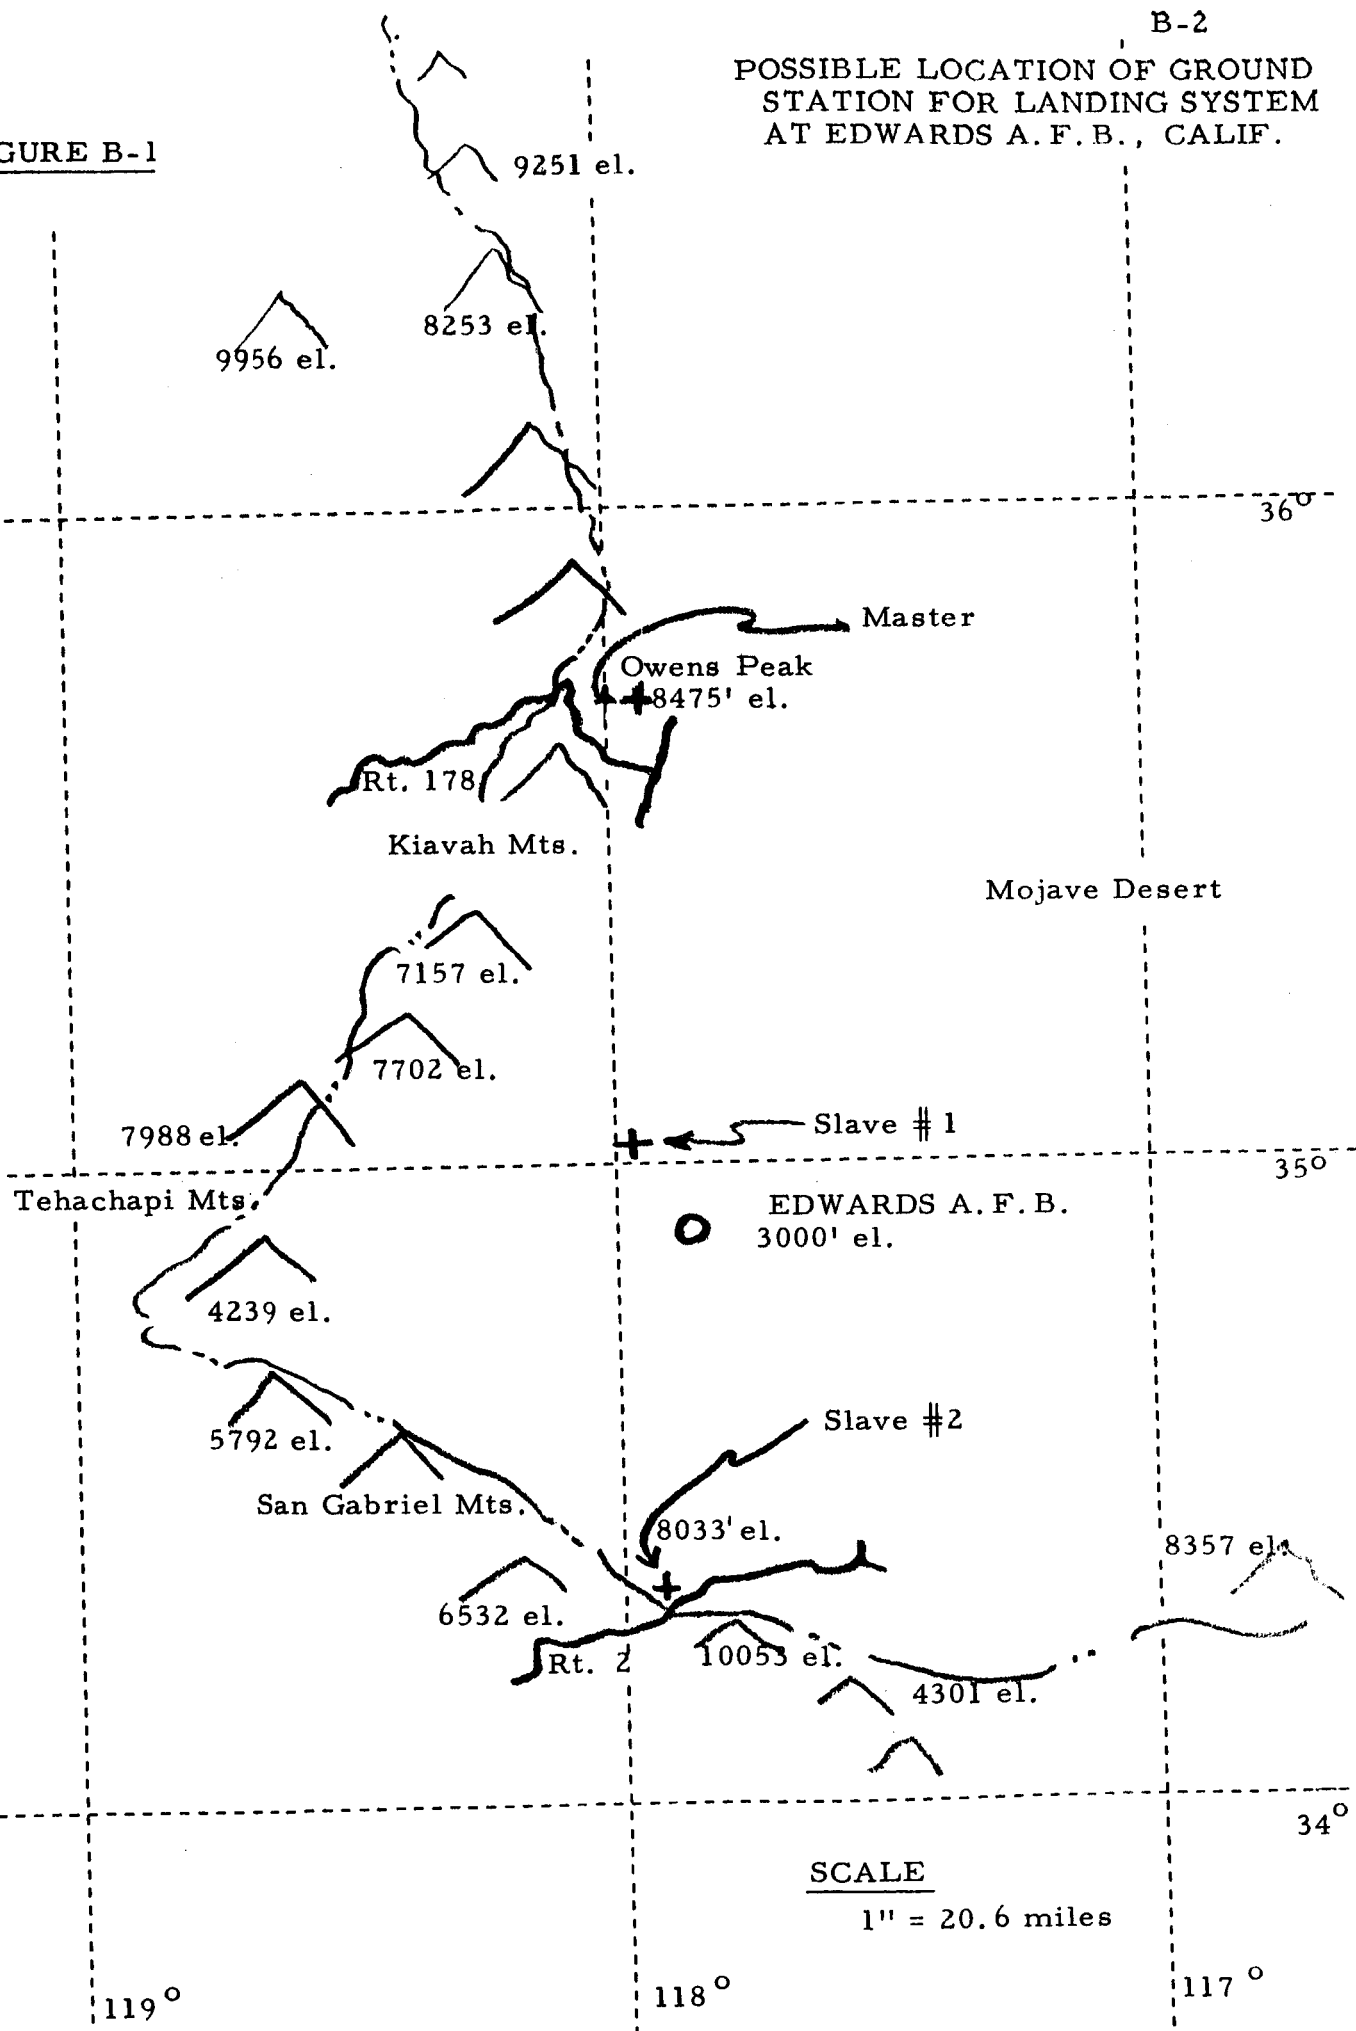 B-2
POSSIBLE LOCATION OF GROUND
STATION FOR LANDING SYSTEM
AT EDWARDS A. F. B., CALIF.
GURE B-1
9251 el.
8253 el.
9956 el.
36°
Master
Owens Peak
8475' el.
Rt. 178
Kiavah Mts.
Mojave Desert
7157 el.
7702 el.
7988 el.
Slave #1
35°
Tehachapi Mts.
EDWARDS A. F. B.
3000' el.
4239 el.
Slave #2
5792 el.
San Gabriel Mts.
8033' el.
8357 el.
6532 el.
10053 el.
Rt. 2
4301 el.
34°
SCALE
1" = 20.6 miles
119°
118°
117°